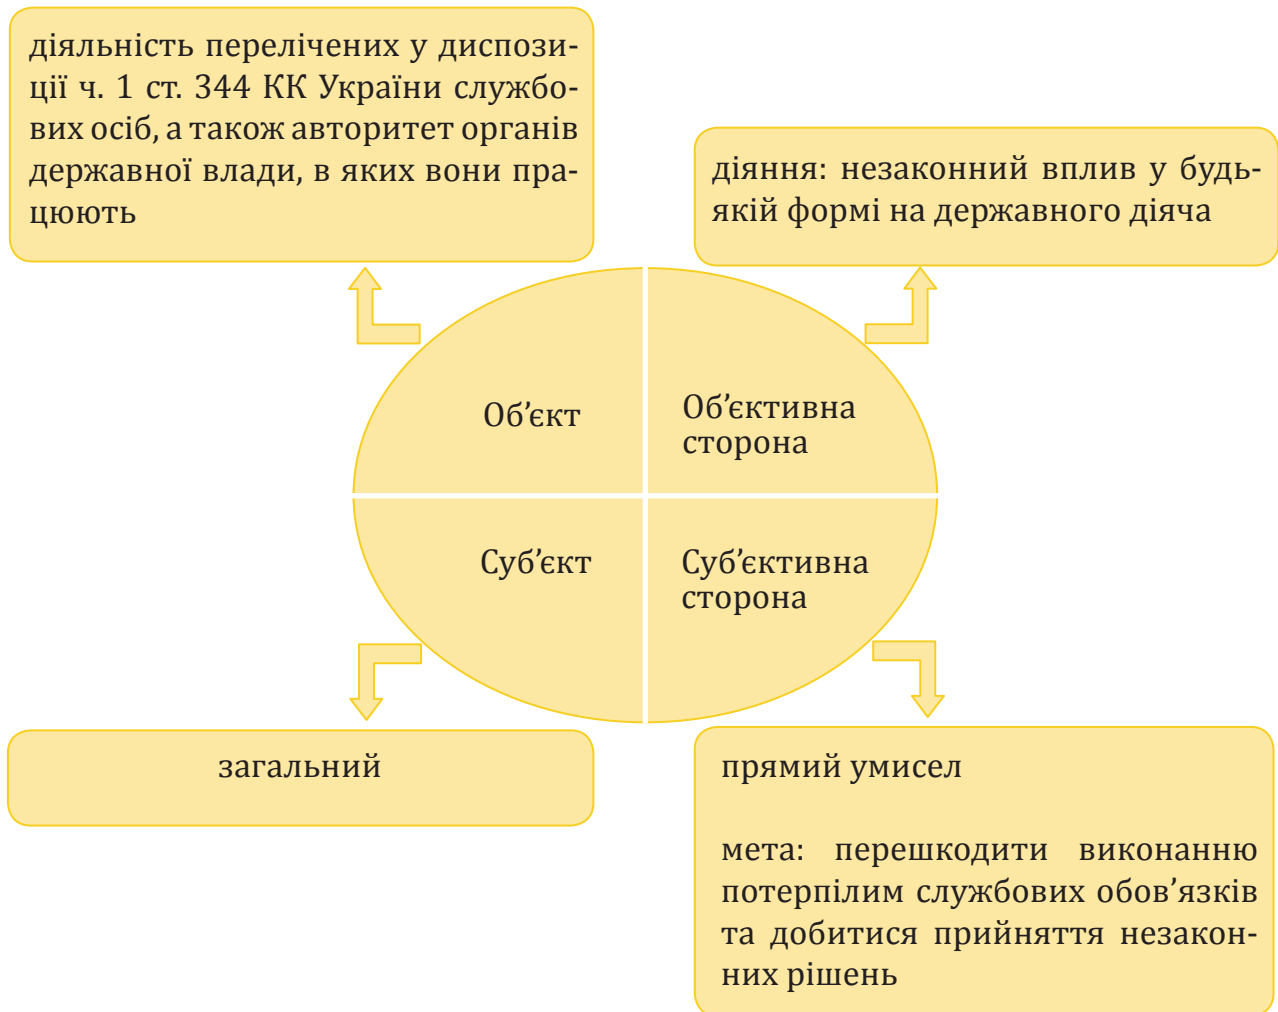 діяльність перелічених у диспози-
ції ч. 1 ст. 344 КК України службо-
вих осіб, а також авторитет органів
державної влади, в яких вони пра-
цюють
діяння: незаконний вплив у будь-
якій формі на державного діяча
Об’єкт
Об’єктивна
сторона
Суб’єкт
Суб’єктивна
сторона
загальний
прямий умисел
мета: перешкодити виконанню
потерпілим службових обов’язків
та добитися прийняття незакон-
них рішень